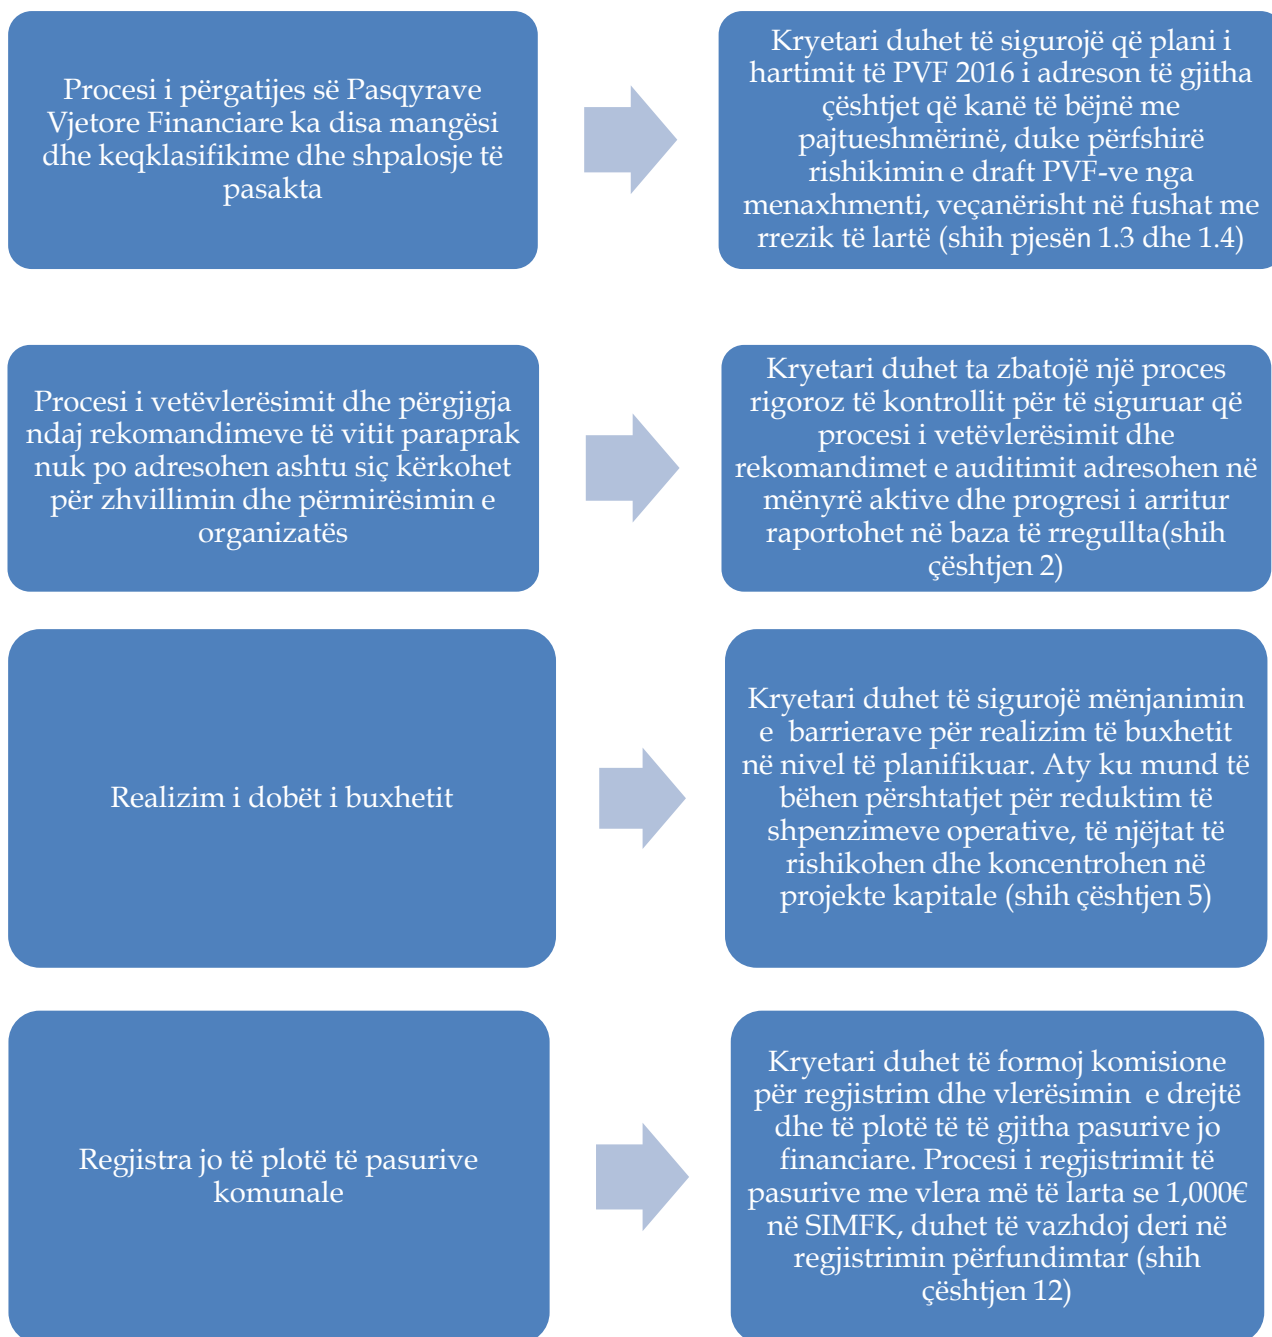 Procesi i përgatijes së Pasqyrave
Vjetore Financiare ka disa mangësi
dhe keqklasifikime dhe shpalosje të
pasakta
Kryetari duhet të sigurojë që plani i
hartimit të PVF 2016 i adreson të gjitha
çështjet që kanë të bëjnë me
pajtueshmërinë, duke përfshirë
rishikimin e draft PVF-ve nga
menaxhmenti, veçanërisht në fushat me
rrezik të lartë (shih pjesën 1.3 dhe 1.4)
Procesi i vetëvlerësimit dhe përgjigja
ndaj rekomandimeve të vitit paraprak
nuk po adresohen ashtu siç kërkohet
për zhvillimin dhe përmirësimin e
organizatës
Kryetari duhet ta zbatojë një proces
rigoroz të kontrollit për të siguruar që
procesi i vetëvlerësimit dhe
rekomandimet e auditimit adresohen në
mënyrë aktive dhe progresi i arritur
raportohet në baza të rregullta(shih
çështjen 2)
Realizim i dobët i buxhetit
Kryetari duhet të sigurojë mënjanimin
e barrierave për realizim të buxhetit
në nivel të planifikuar. Aty ku mund të
bëhen përshtatjet për reduktim të
shpenzimeve operative, të njëjtat të
rishikohen dhe koncentrohen në
projekte kapitale (shih çështjen 5)
Regjistra jo të plotë të pasurive
komunale
Kryetari duhet të formoj komisione
për regjistrim dhe vlerësimin e drejtë
dhe të plotë të të gjitha pasurive jo
financiare. Procesi i regjistrimit të
pasurive me vlera më të larta se 1,000€
në SIMFK, duhet të vazhdoj deri në
regjistrimin përfundimtar (shih
çështjen 12)